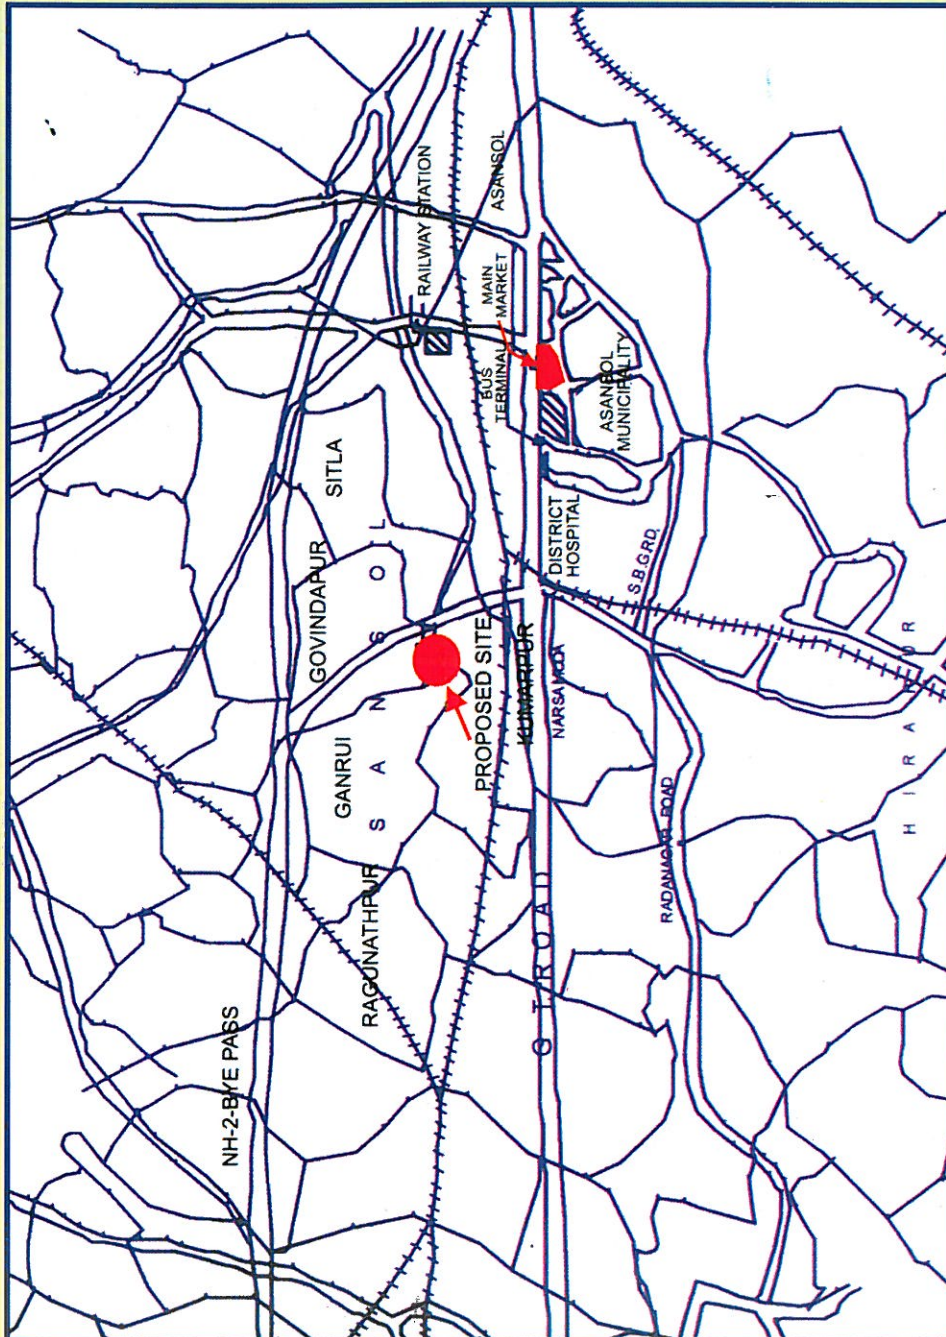 NH-2-BYE PASS
GOVINDAPUR
SITLA
GANRUI
RAGUNATHPUR
S A N S O L
RAILWAY STATION
PROPOSED SITE
BUS
TERMINAL
MAIN
MARKET
ASANSOL
KUMARPUR
G T ROAD
DISTRICT
HOSPITAL
ASANSOL
MUNICIPALITY
S.B.G.RD.
RADANAGAR ROAD